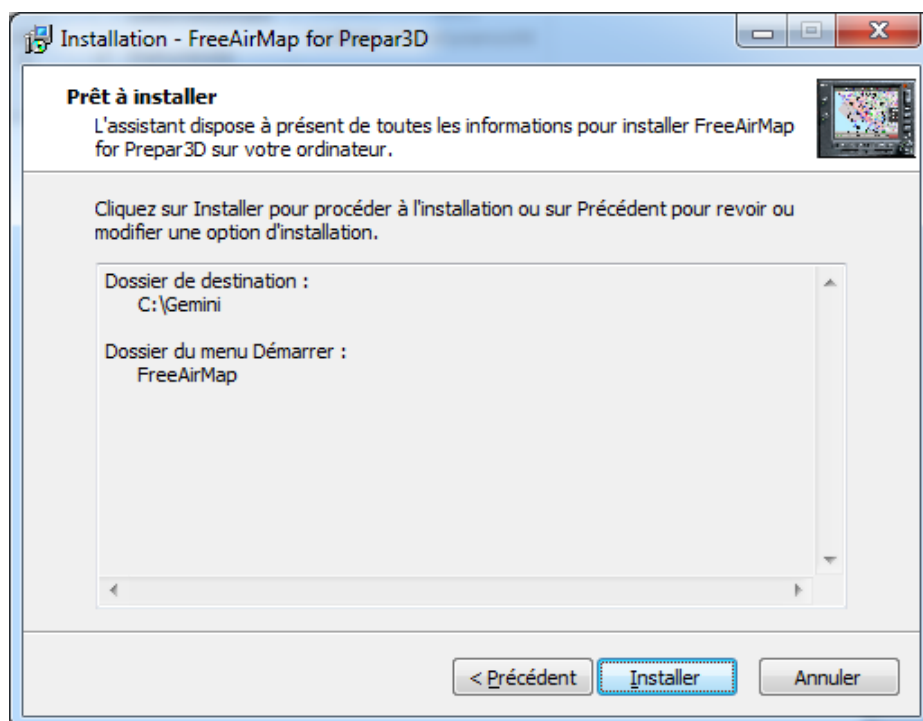 Installation - FreeAirMap for Prepar3D
Prêt à installer
L'assistant dispose à présent de toutes les informations pour installer FreeAirMap
for Prepar3D sur votre ordinateur.
Cliquez sur Installer pour procéder à l'installation ou sur Précédent pour revoir ou
modifier une option d'installation.
Dossier de destination :
C:\Gemini
Dossier du menu Démarrer :
FreeAirMap
< Précédent
Installer
Annuler